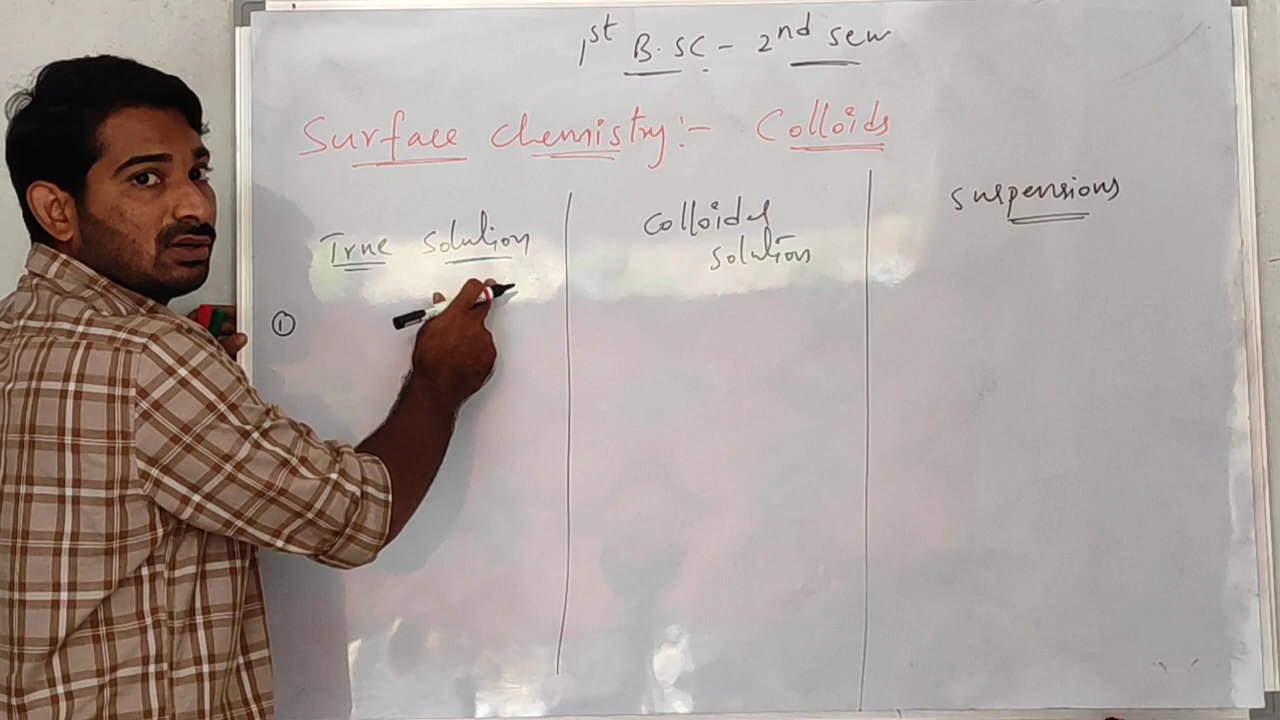 1st B.SC - 2nd sem
Surface Chemistry:- Colloids
True Solution
Colloidal
Solution
Suspensions
①